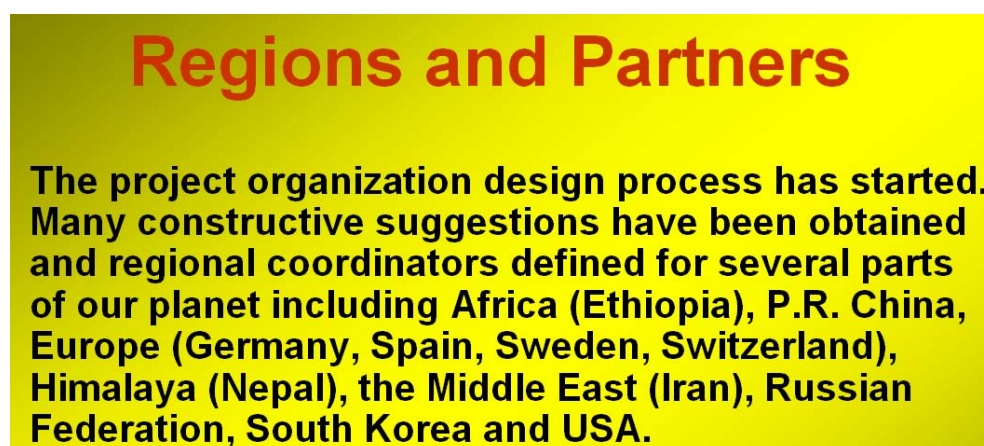 Regions and Partners
The project organization design process has started.
Many constructive suggestions have been obtained
and regional coordinators defined for several parts
of our planet including Africa (Ethiopia), P.R. China,
Europe (Germany, Spain, Sweden, Switzerland),
Himalaya (Nepal), the Middle East (Iran), Russian
Federation, South Korea and USA.